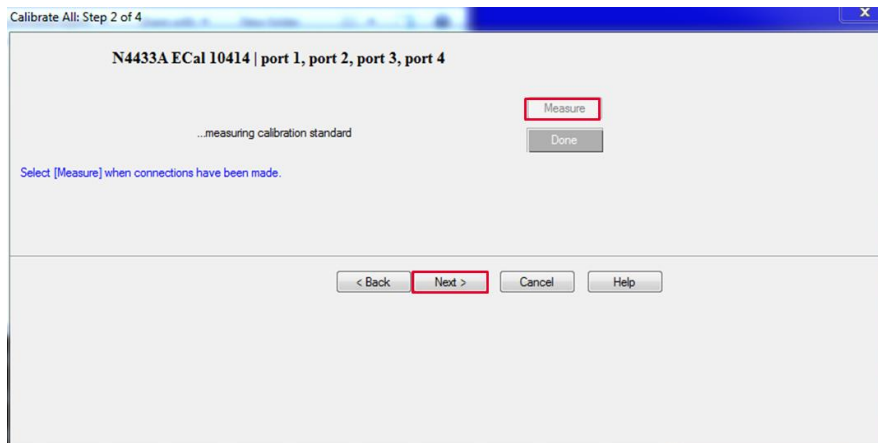 Calibrate All: Step 2 of 4
N4433A ECal 10414 | port 1, port 2, port 3, port 4
Measure
...measuring calibration standard
Done
Select [Measure] when connections have been made.
< Back
Next >
Cancel
Help